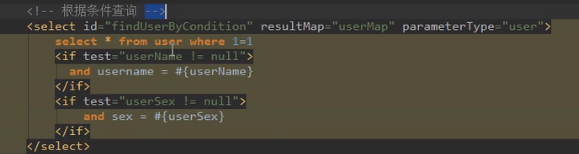 <!-- 根据条件查询 -->
<select id="findUserByCondition" resultMap="userMap" parameterType="user">
select * from user where 1=1
<if test="userName != null">
and username = #{userName}
</if>
<if test="userSex != null">
and sex = #{userSex}
</if>
</select>